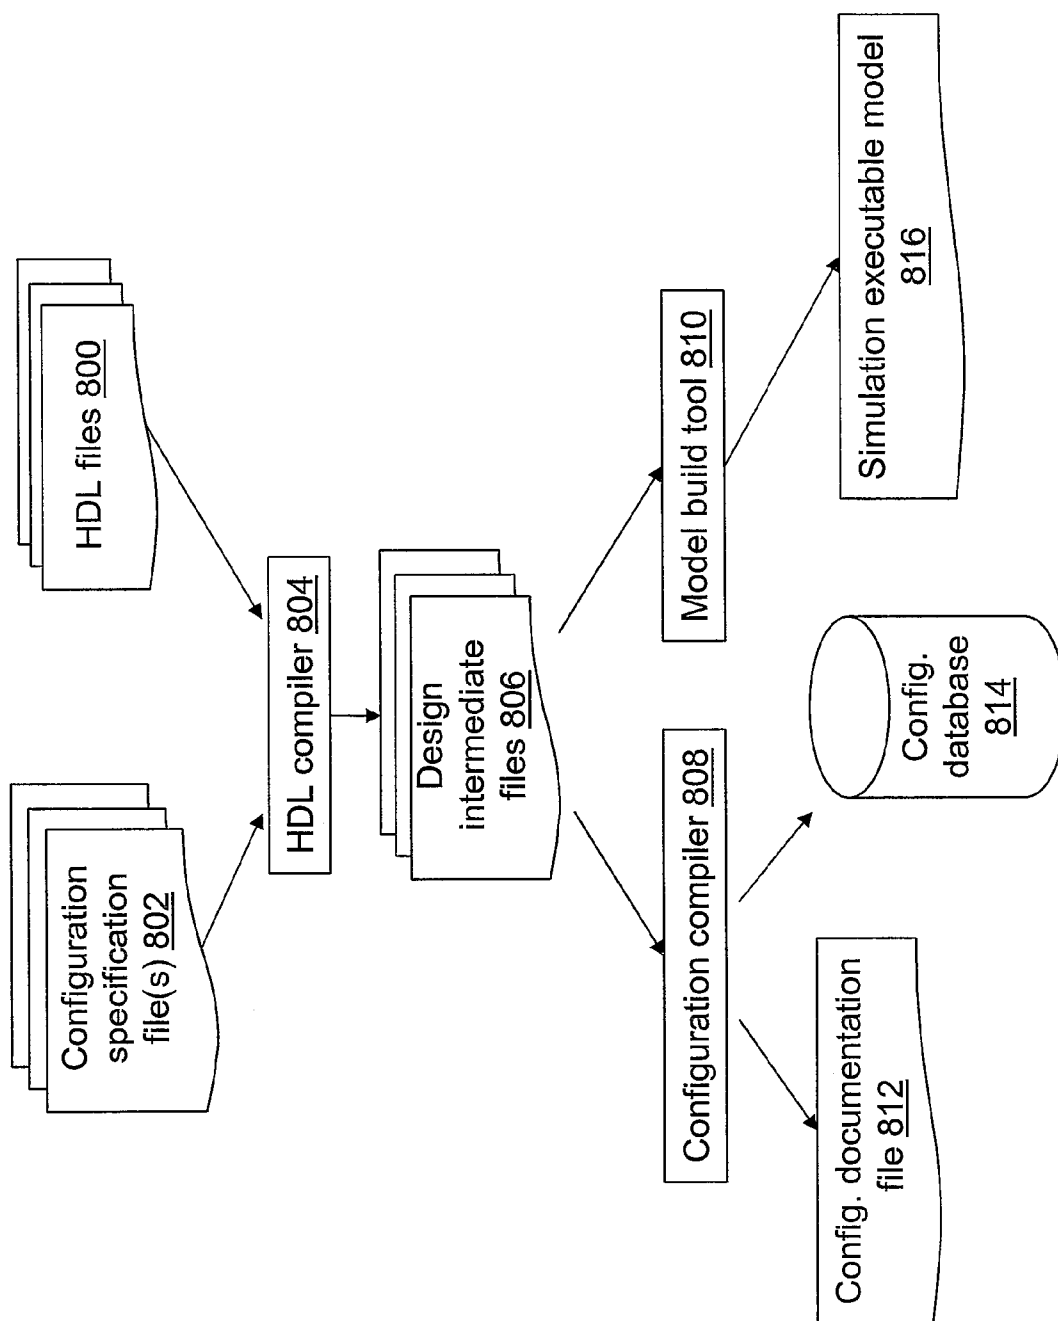 Configuration
specification
file(s) 802
HDL files 800
HDL compiler 804
Design
intermediate
files 806
Configuration compiler 808
Model build tool 810
Config. documentation
file 812
Config.
database
814
Simulation executable model
816